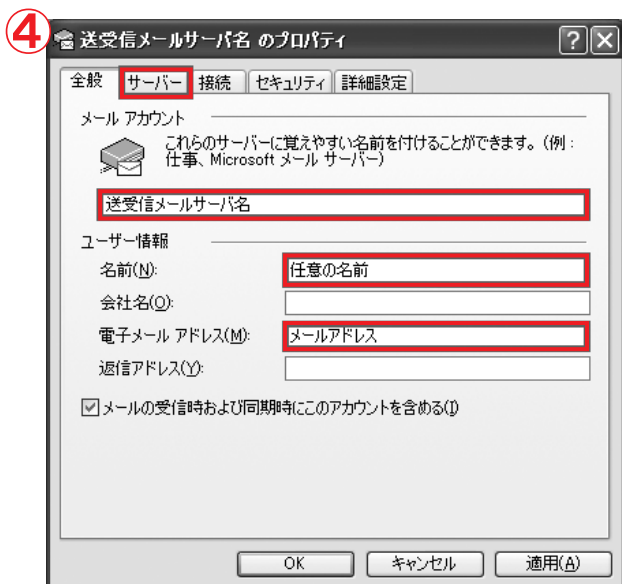 ④
送受信メールサーバ名 のプロパティ
全般 サーバー 接続 セキュリティ 詳細設定
メール アカウント
これらのサーバーに覚えやすい名前を付けることができます。(例:
仕事、Microsoft メール サーバー)
送受信メールサーバ名
ユーザー情報
名前(N): 任意の名前
会社名(O):
電子メール アドレス(M): メールアドレス
返信アドレス(Y):
メールの受信時および同期時にこのアカウントを含める(I)
OK キャンセル 適用(A)